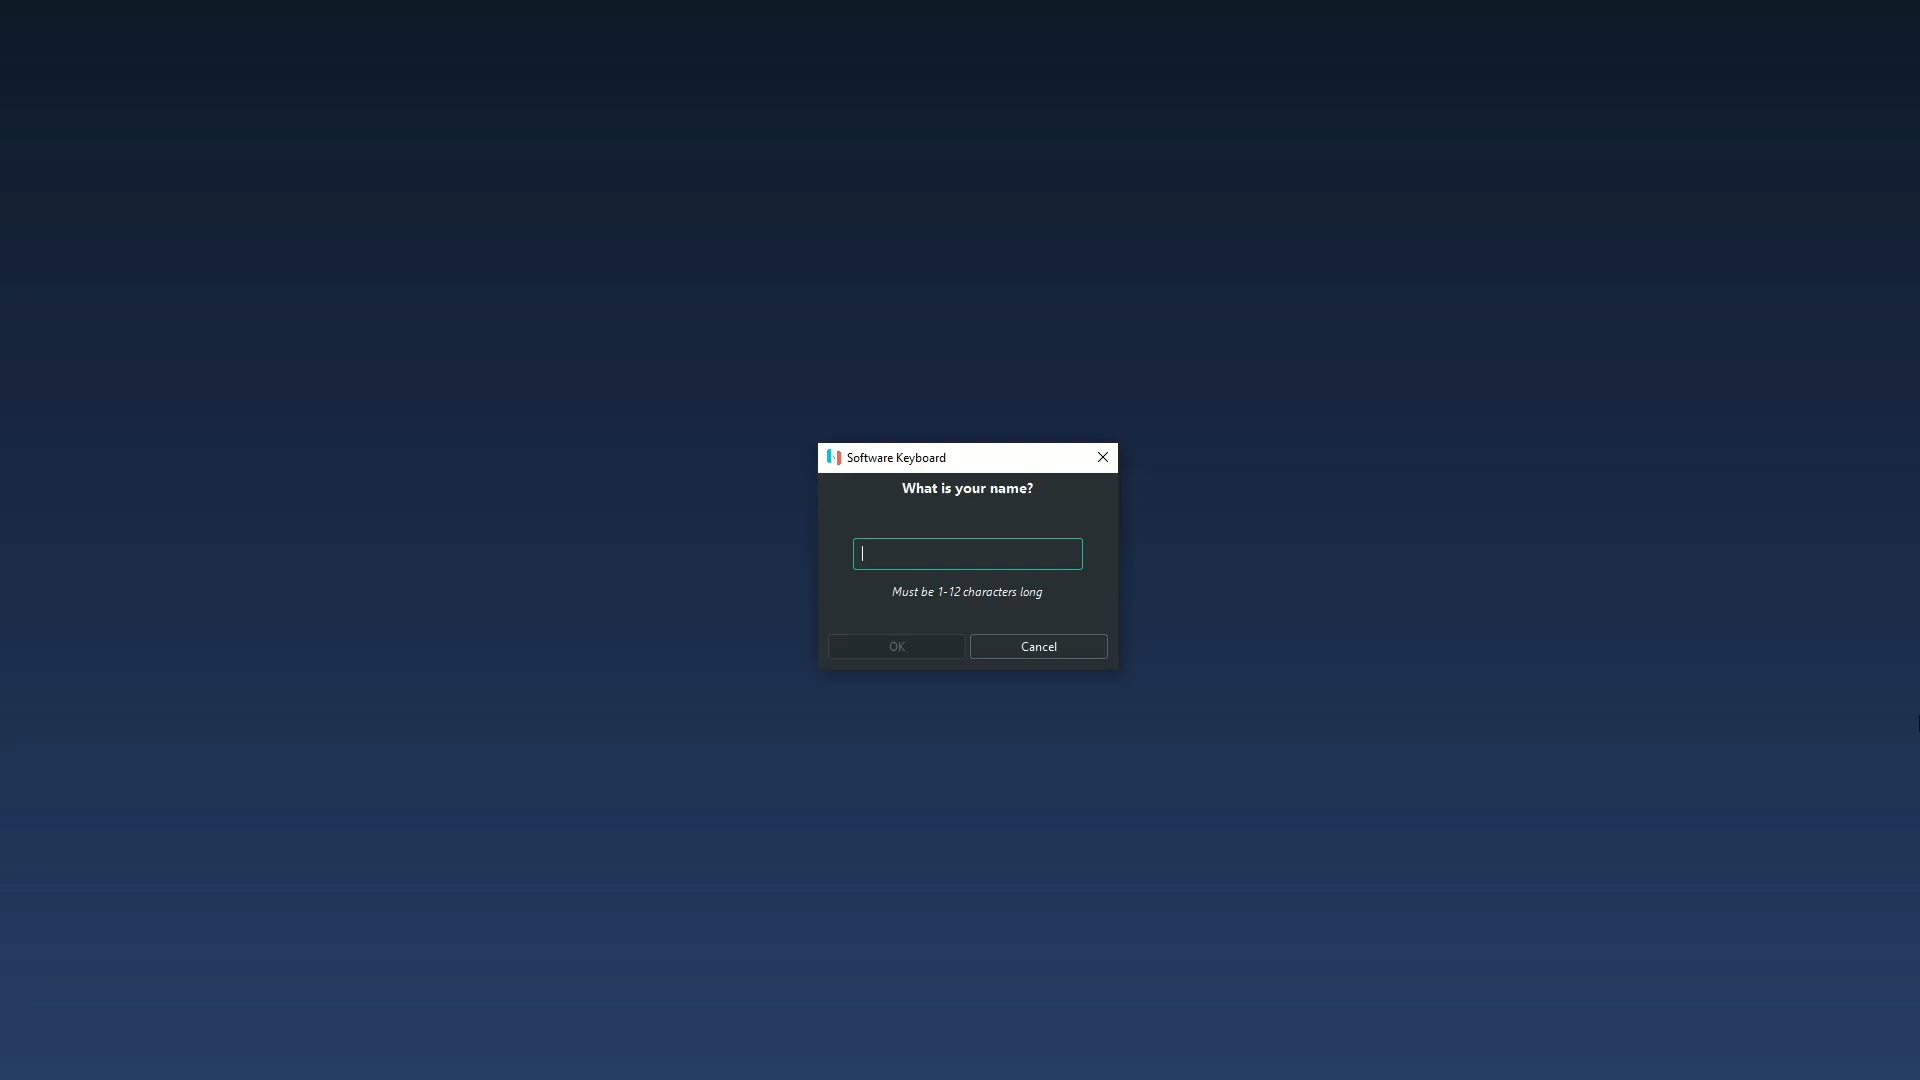 Software Keyboard
What is your name?
Must be 1-12 characters long
OK
Cancel